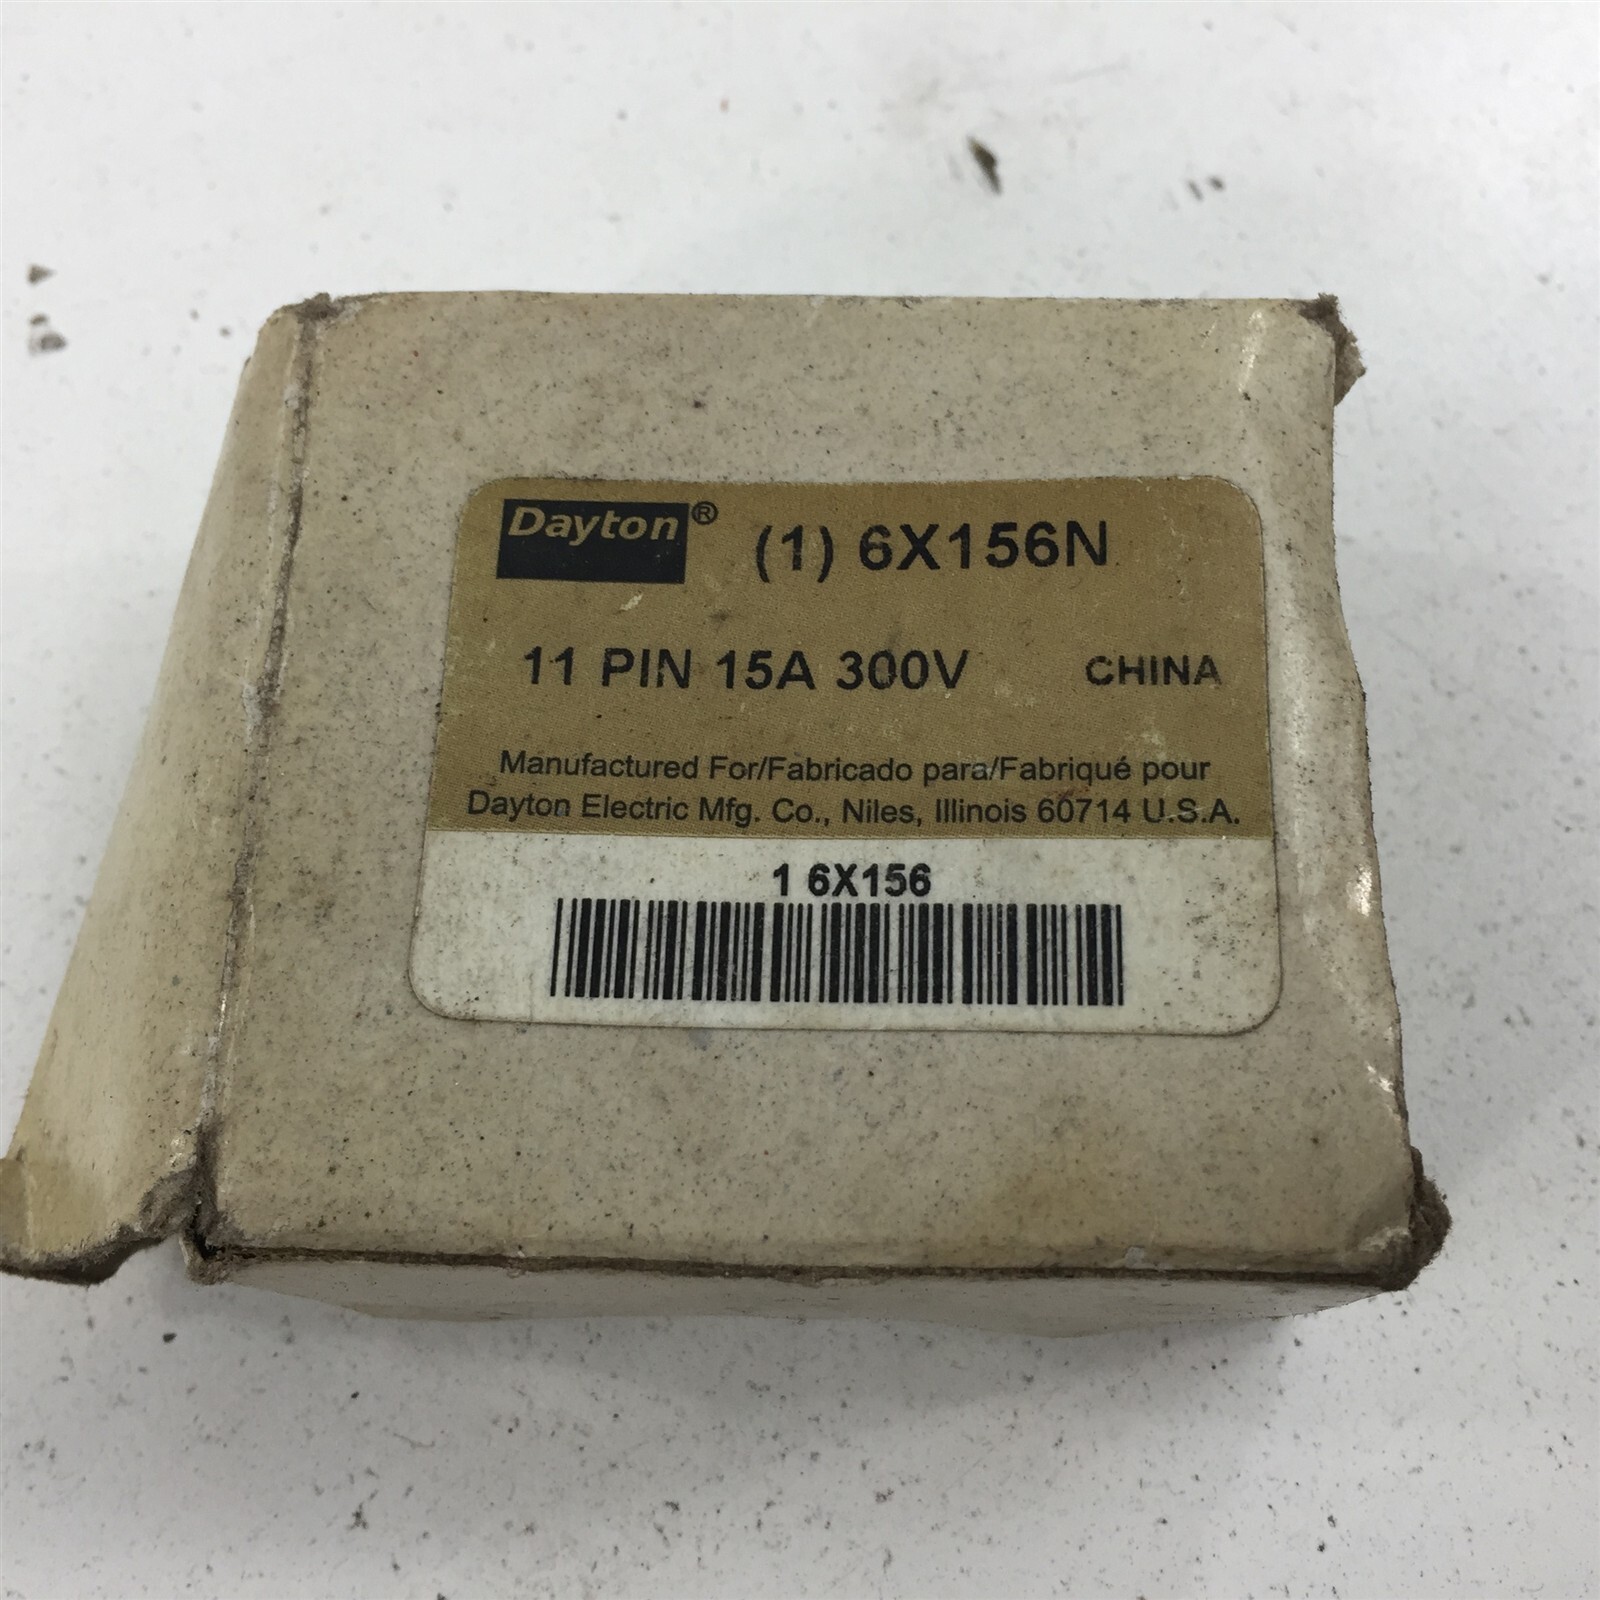 Dayton® (1) 6X156N
11 PIN 15A 300V CHINA
Manufactured For/Fabricado para/Fabriqué pour
Dayton Electric Mfg. Co., Niles, Illinois 60714 U.S.A.
1 6X156